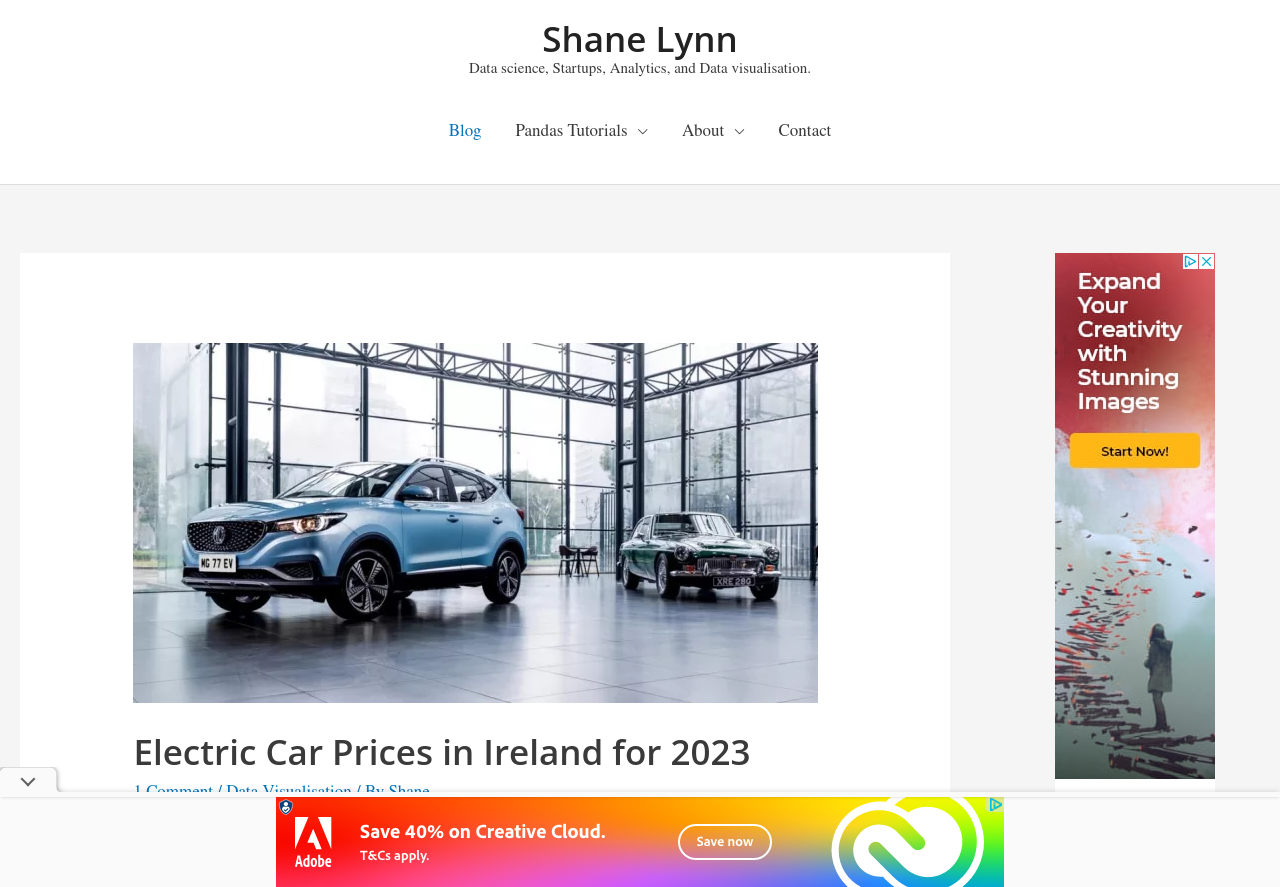 Shane Lynn
Data science, Startups, Analytics, and Data visualisation.
Blog
Pandas Tutorials
About
Contact
Expand
Your
Creativity
with
Stunning
Images
Start Now!
MG 77 EV
XRE 28G
Electric Car Prices in Ireland for 2023
1 Comment / Data Visualisation / By Shane
Adobe
Save 40% on Creative Cloud.
T&Cs apply.
Save now